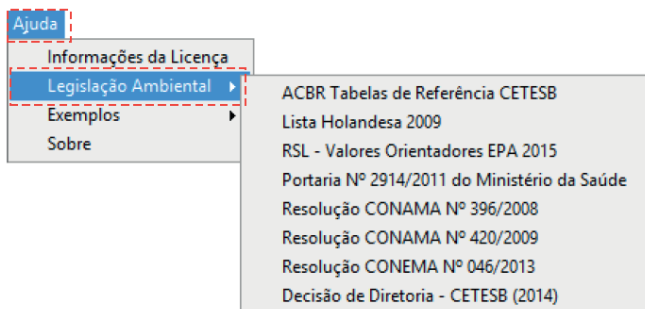 Ajuda
Informações da Licença
Legislação Ambiental
Exemplos
Sobre
ACBR Tabelas de Referência CETESB
Lista Holandesa 2009
RSL - Valores Orientadores EPA 2015
Portaria Nº 2914/2011 do Ministério da Saúde
Resolução CONAMA Nº 396/2008
Resolução CONAMA Nº 420/2009
Resolução CONEMA Nº 046/2013
Decisão de Diretoria - CETESB (2014)